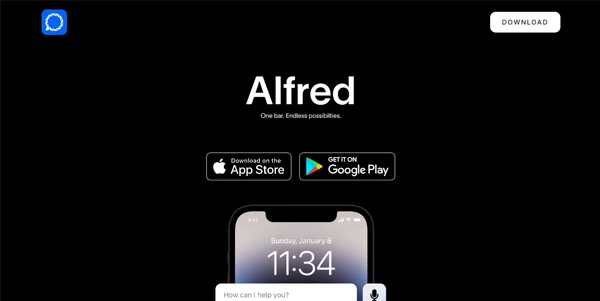 DOWNLOAD
Alfred
One bar. Endless possibilties.
Download on the
App Store
GET IT ON
Google Play
9:41
Sunday, January 8
11:34
How can I help you?